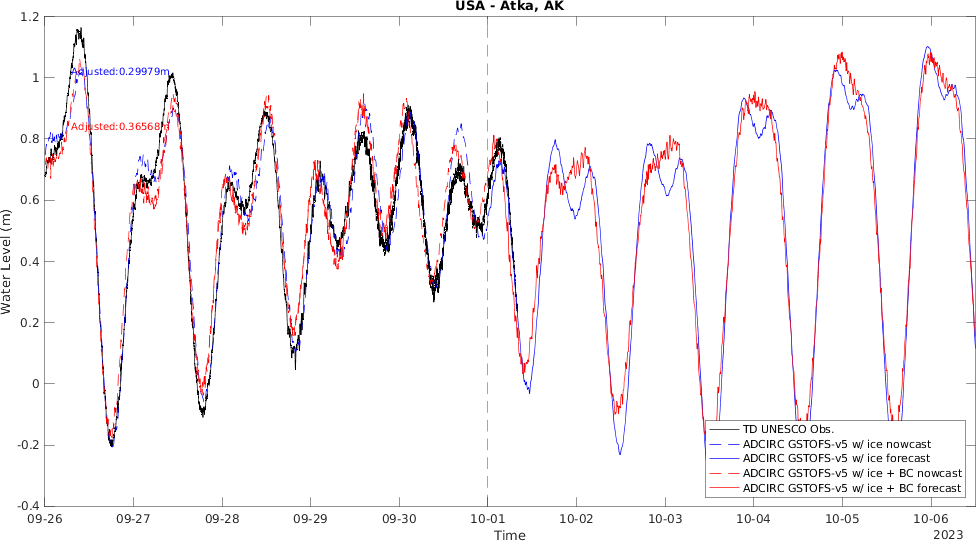 USA - Atka, AK
1.2
1
0.8
0.6
0.4
0.2
0
-0.2
-0.4
Water Level (m)
Adjusted:0.29979m
Adjusted:0.36568m
TD UNESCO Obs.
ADCIRC GSTOFS-v5 w/ ice nowcast
ADCIRC GSTOFS-v5 w/ ice forecast
ADCIRC GSTOFS-v5 w/ ice + BC nowcast
ADCIRC GSTOFS-v5 w/ ice + BC forecast
09-26 09-27 09-28 09-29 09-30 10-01 10-02 10-03 10-04 10-05 10-06
Time
2023